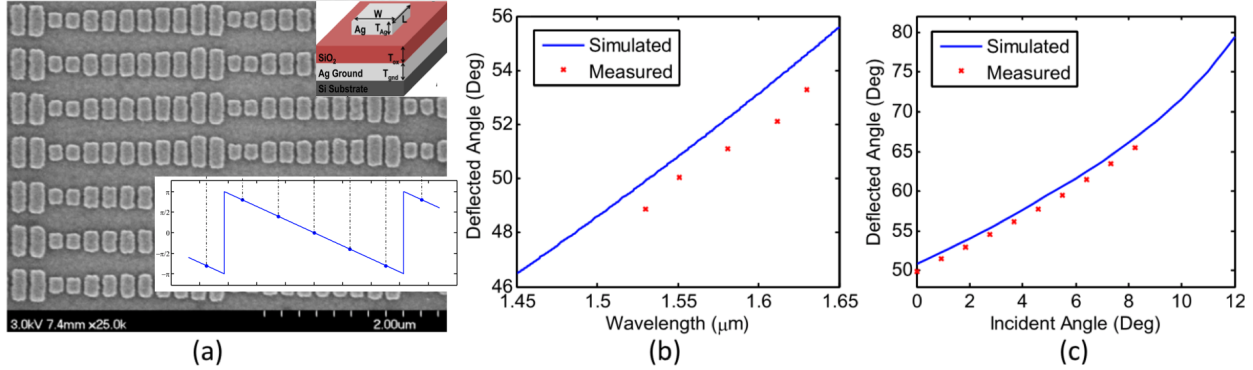 W
L
Ag
T_Ag
SiO₂
T_ox
Ag Ground
T_gnd
Si Substrate
π
π/2
0
−π/2
−π
3.0kV 7.4mm x25.0k
2.00um
(a)
Deflected Angle (Deg)
56
54
52
50
48
46
Simulated
Measured
1.45
1.5
1.55
1.6
1.65
Wavelength (μm)
(b)
Deflected Angle (Deg)
80
75
70
65
60
55
50
Simulated
Measured
0
2
4
6
8
10
12
Incident Angle (Deg)
(c)